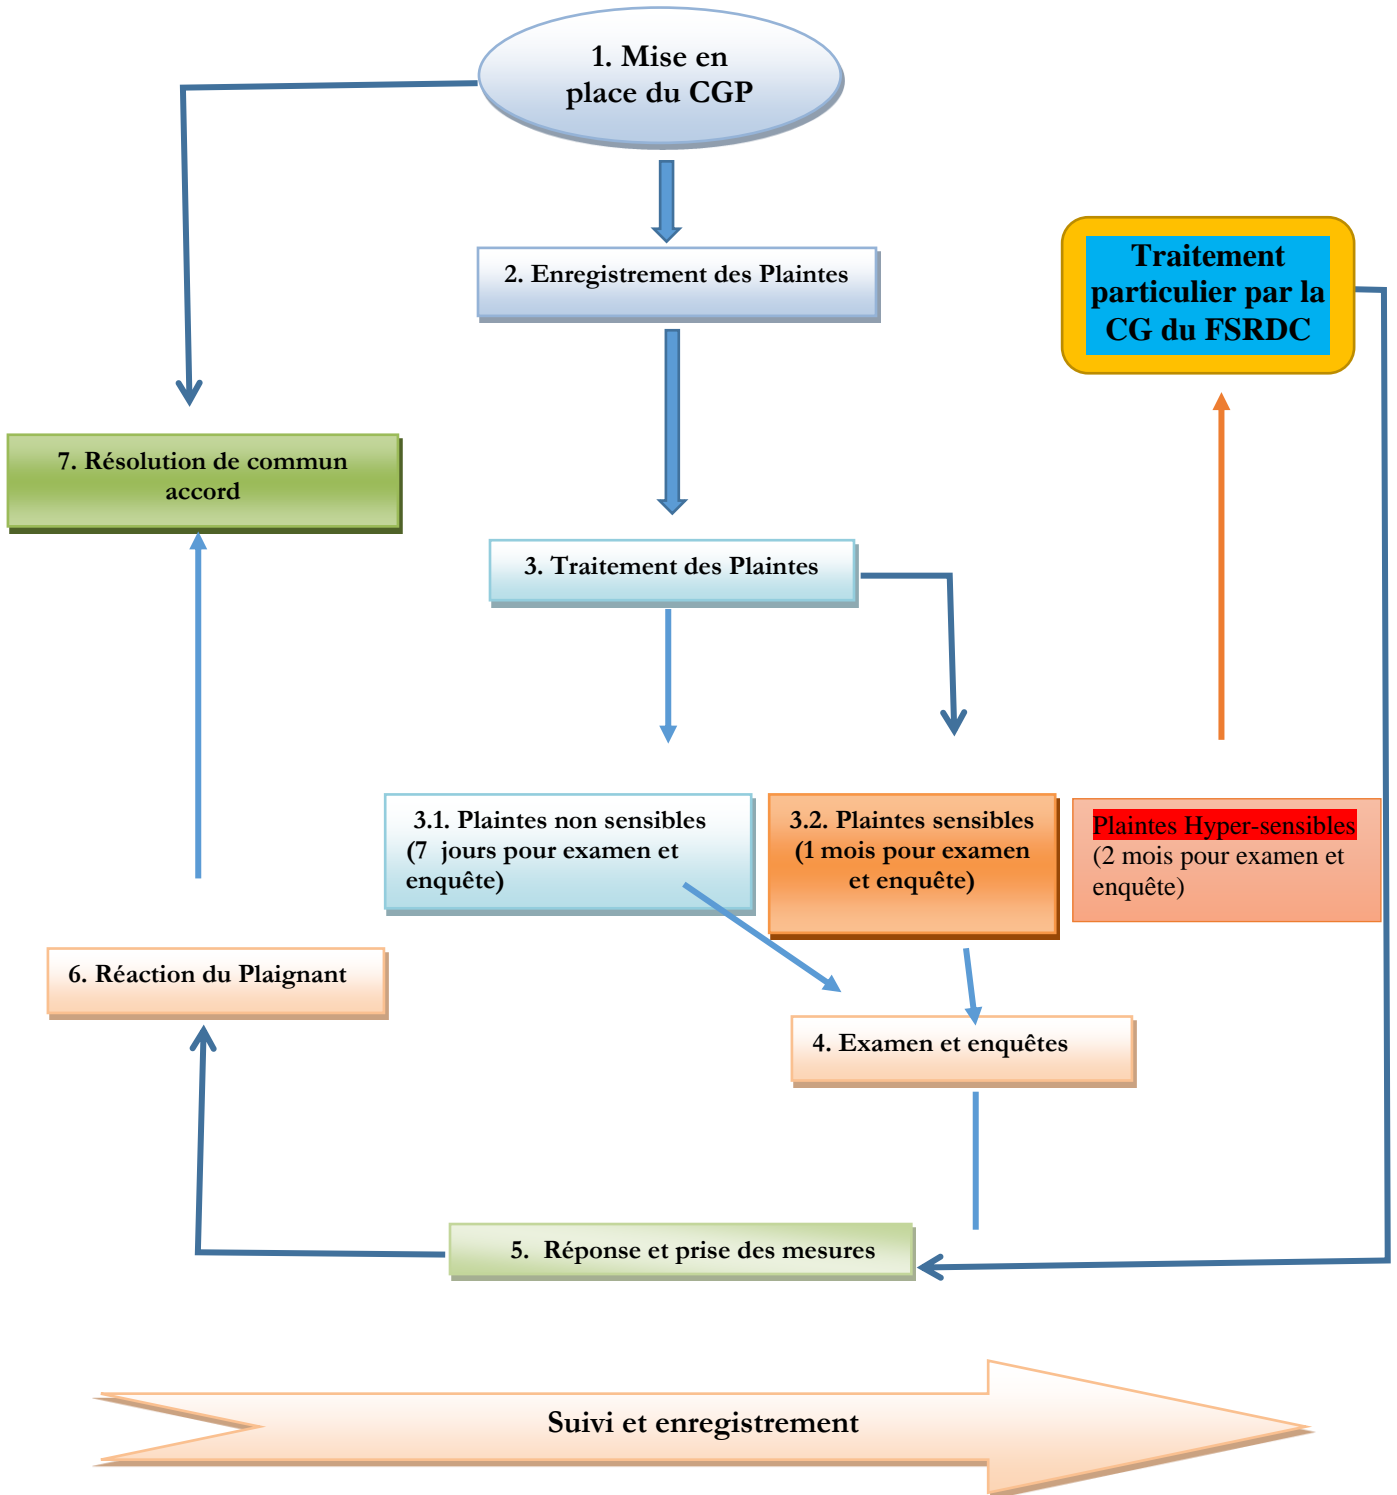 1. Mise en
place du CGP
2. Enregistrement des Plaintes
Traitement
particulier par la
CG du FSRDC
7. Résolution de commun
accord
3. Traitement des Plaintes
3.1. Plaintes non sensibles
(7 jours pour examen et
enquête)
3.2. Plaintes sensibles
(1 mois pour examen
et enquête)
Plaintes Hyper-sensibles
(2 mois pour examen et
enquête)
6. Réaction du Plaignant
4. Examen et enquêtes
5. Réponse et prise des mesures
Suivi et enregistrement